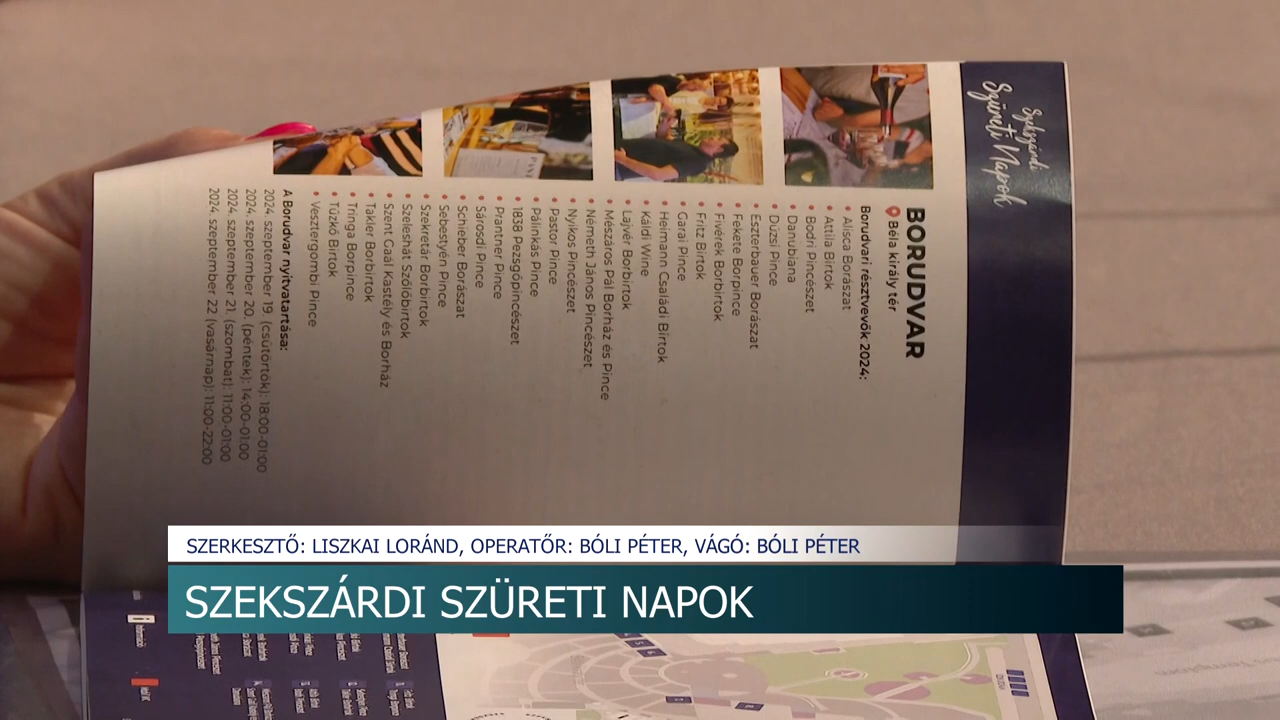 Szekszárdi
Szüreti Napok
BORUDVAR
Béla király tér
Borudvari résztvevők 2024:
• Alisca Borászat
• Attila Birtok
• Bodri Pincészet
• Danubiana
• Dúzsi Pince
• Eszterbauer Borászat
• Fekete Borpince
• Fivérek Borbirtok
• Fritz Birtok
• Garai Pince
• Heimann Családi Birtok
• Káldi Wine
• Lajvér Borbirtok
• Mészáros Pál Borház és Pince
• Németh János Pincészet
• Nyikos Pincészet
• Pastor Pince
• Pálinkás Pince
• 1838 Pezsgőpincészet
• Prantner Pince
• Sárosdi Pince
• Schieber Borászat
• Sebestyén Pince
• Szekretár Borbirtok
• Szeleshát Szőlőbirtok
• Szent Gaál Kastély és Borház
• Takler Borbirtok
• Tringa Borpince
• Tűzkő Birtok
• Vesztergombi Pince
A Borudvar nyitvatartása:
2024. szeptember 19. (csütörtök): 18:00-01:00
2024. szeptember 20. (péntek): 14:00-01:00
2024. szeptember 21. (szombat): 11:00-01:00
2024. szeptember 22. (vasárnap): 11:00-22:00
SZERKESZTŐ: LISZKAI LORÁND, OPERATŐR: BÓLI PÉTER, VÁGÓ: BÓLI PÉTER
SZEKSZÁRDI SZÜRETI NAPOK